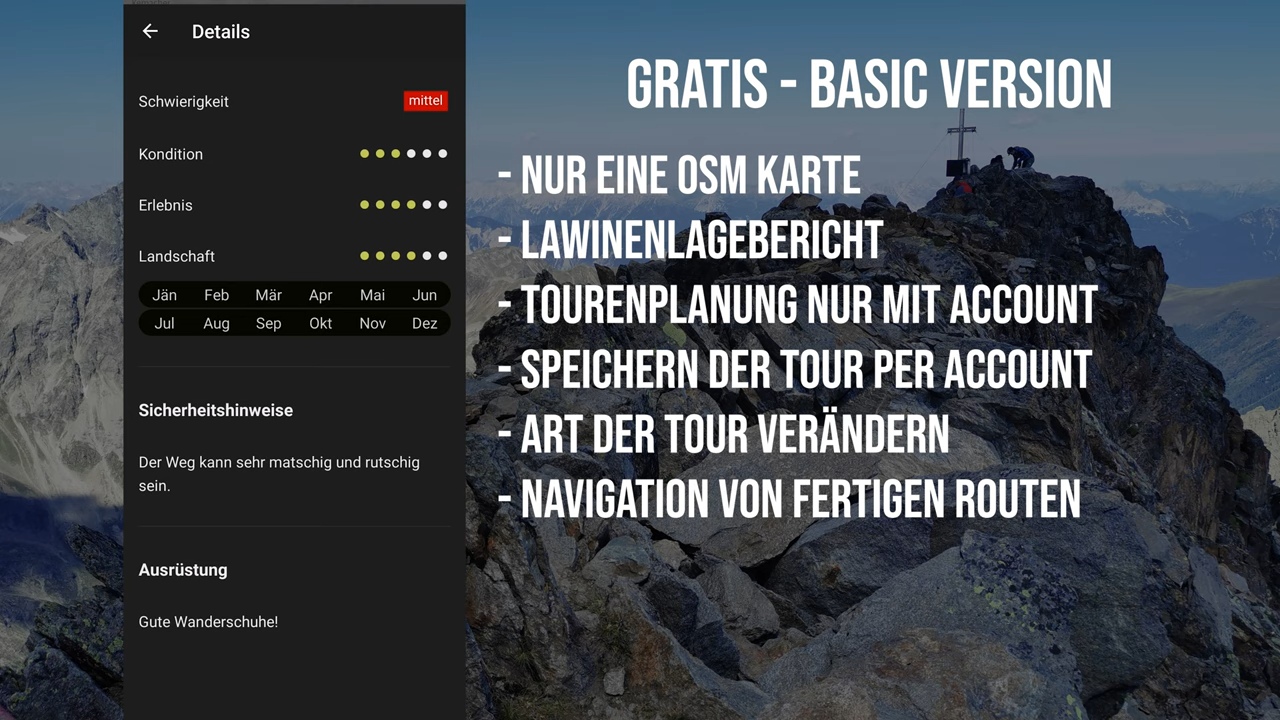 Details
Schwierigkeit mittel
Kondition
Erlebnis
Landschaft
Jän Feb Mär Apr Mai Jun
Jul Aug Sep Okt Nov Dez
Sicherheitshinweise
Der Weg kann sehr matschig und rutschig
sein.
Ausrüstung
Gute Wanderschuhe!
GRATIS - BASIC VERSION
- NUR EINE OSM KARTE
- LAWINENLAGEBERICHT
- TOURENPLANUNG NUR MIT ACCOUNT
- SPEICHERN DER TOUR PER ACCOUNT
- ART DER TOUR VERÄNDERN
- NAVIGATION VON FERTIGEN ROUTEN